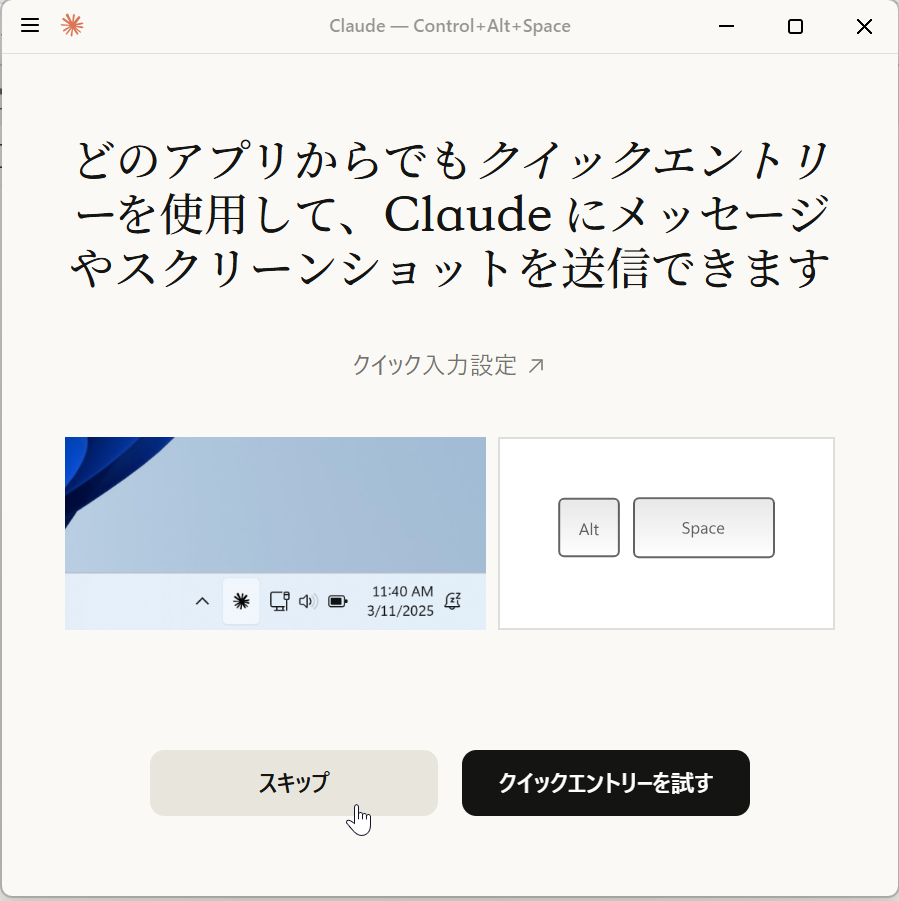 Claude — Control+Alt+Space
どのアプリからでもクイックエントリ
ーを使用して、Claude にメッセージ
やスクリーンショットを送信できます
クイック入力設定 ↗
11:40 AM
3/11/2025
Alt
Space
スキップ
クイックエントリーを試す